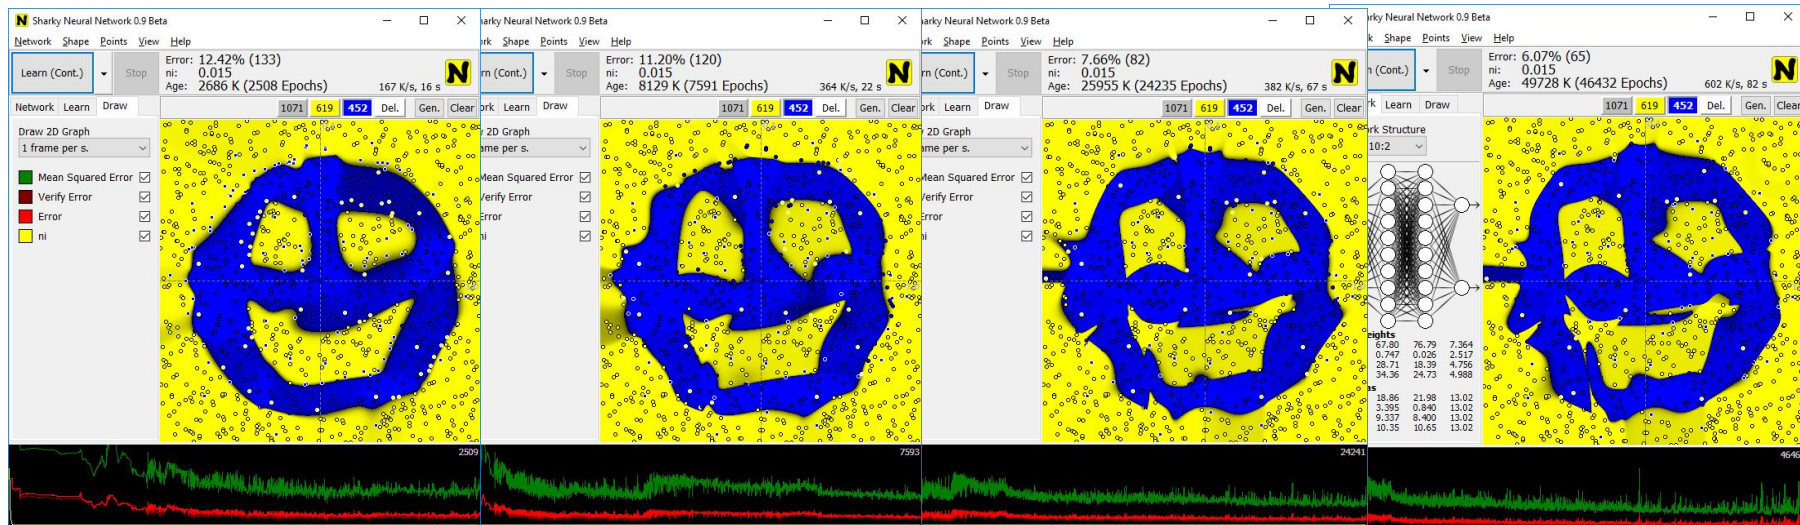 Sharky Neural Network 0.9 Beta
Network Shape Points View Help
Learn (Cont.) Stop
Error: 12.42% (133)
ni: 0.015
Age: 2686 K (2508 Epochs) 167 K/s, 16 s
Network Learn Draw
1071 619 452 Del. Gen. Clear
Draw 2D Graph
1 frame per s.
Mean Squared Error
Verify Error
Error
ni
2509
arky Neural Network 0.9 Beta
rk Shape Points View Help
rn (Cont.) Stop
Error: 11.20% (120)
ni: 0.015
Age: 8129 K (7591 Epochs) 364 K/s, 22 s
rk Learn Draw
1071 619 452 Del. Gen. Clear
2D Graph
ame per s.
Mean Squared Error
Verify Error
Error
ni
7593
arky Neural Network 0.9 Beta
rk Shape Points View Help
rn (Cont.) Stop
Error: 7.66% (82)
ni: 0.015
Age: 25955 K (24235 Epochs) 382 K/s, 67 s
rk Learn Draw
1071 619 452 Del. Gen. Clear
2D Graph
ame per s.
Mean Squared Error
Verify Error
Error
ni
24241
arky Neural Network 0.9 Beta
rk Shape Points View Help
n (Cont.) Stop
Error: 6.07% (65)
ni: 0.015
Age: 49728 K (46432 Epochs) 602 K/s, 82 s
rk Learn Draw
1071 619 452 Del. Gen. Clear
rk Structure
10:2
eights
67.80 76.79 7.364
0.747 0.026 2.517
28.71 18.39 4.756
34.36 24.73 4.988
18.86 21.98 13.02
3.395 0.840 13.02
9.337 8.400 13.02
10.35 10.65 13.02
4646